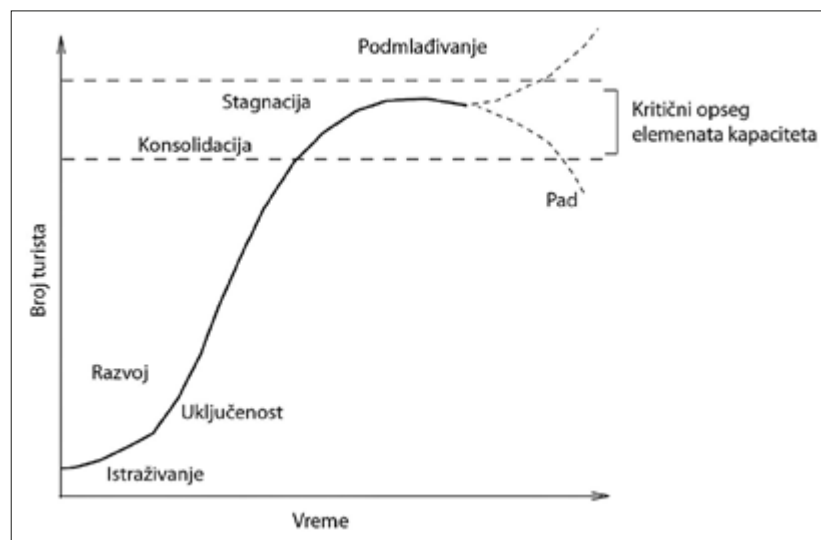 Podmlađivanje
Stagnacija
Kritični opseg
elemenata kapaciteta
Konsolidacija
Pad
Broj turista
Razvoj
Uključenost
Istraživanje
Vreme